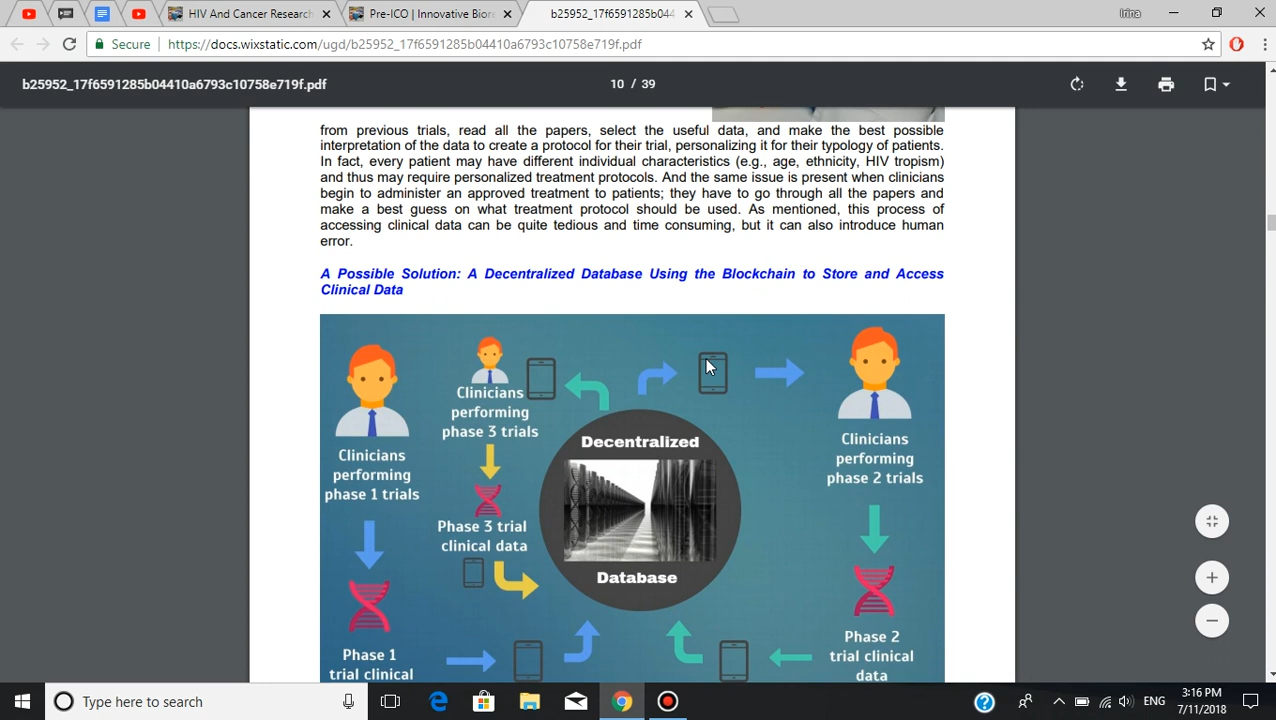 HIV And Cancer Research
Pre-ICO | Innovative Bior
b25952_17f6591285b044
Irina
Secure
https://docs.wixstatic.com/ugd/b25952_17f6591285b04410a6793c10758e719f.pdf
b25952_17f6591285b04410a6793c10758e719f.pdf
10 / 39
from previous trials, read all the papers, select the useful data, and make the best possible
interpretation of the data to create a protocol for their trial, personalizing it for their typology of patients.
In fact, every patient may have different individual characteristics (e.g., age, ethnicity, HIV tropism)
and thus may require personalized treatment protocols. And the same issue is present when clinicians
begin to administer an approved treatment to patients; they have to go through all the papers and
make a best guess on what treatment protocol should be used. As mentioned, this process of
accessing clinical data can be quite tedious and time consuming, but it can also introduce human
error.
A Possible Solution: A Decentralized Database Using the Blockchain to Store and Access
Clinical Data
Clinicians
performing
phase 1 trials
Phase 1
trial clinical
Clinicians
performing
phase 3 trials
Phase 3 trial
clinical data
Decentralized
Database
Clinicians
performing
phase 2 trials
Phase 2
trial clinical
data
Type here to search
ENG
3:16 PM
7/11/2018